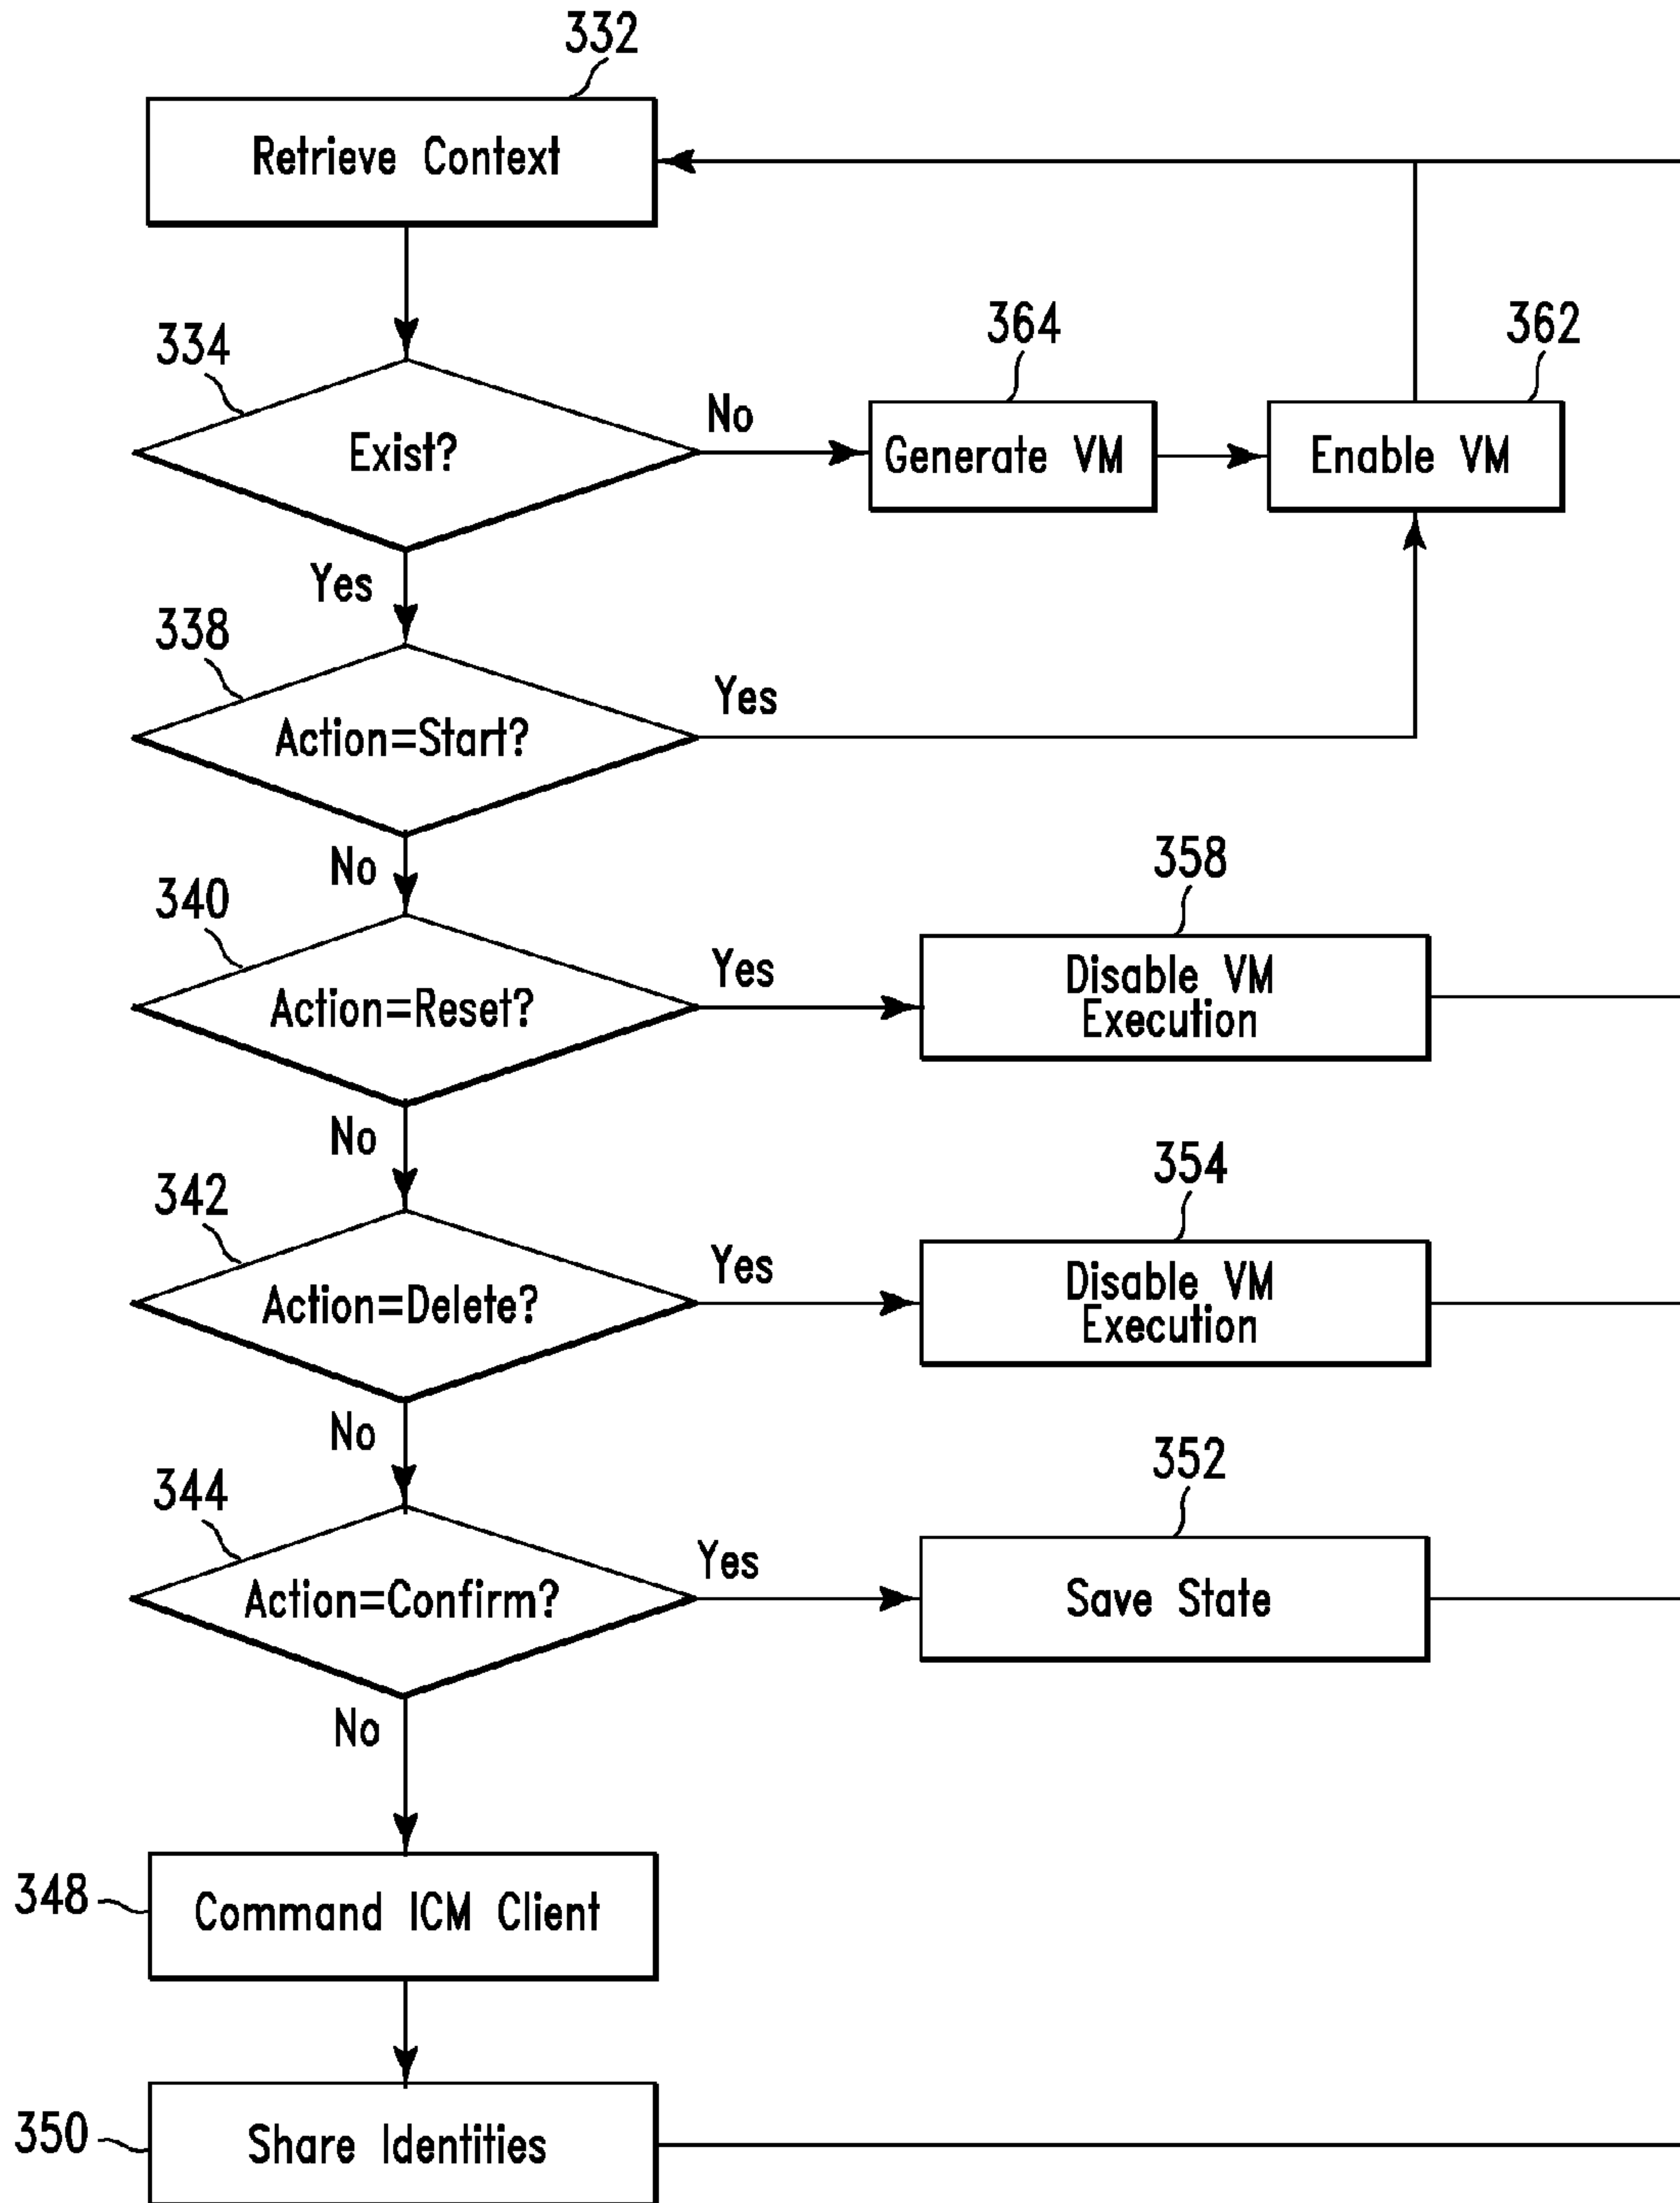 332
Retrieve Context
334
Exist?
No
364
Generate VM
362
Enable VM
Yes
338
Action=Start?
Yes
No
340
Action=Reset?
Yes
358
Disable VM
Execution
No
342
Action=Delete?
Yes
354
Disable VM
Execution
No
344
Action=Confirm?
Yes
352
Save State
No
348
Command ICM Client
350
Share Identities